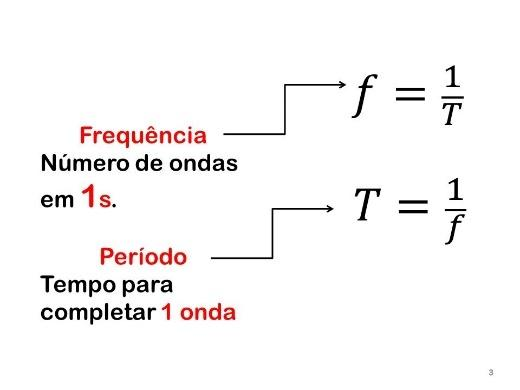 f = 1/T
Frequência
Número de ondas
em 1s.
T = 1/f
Período
Tempo para
completar 1 onda
3